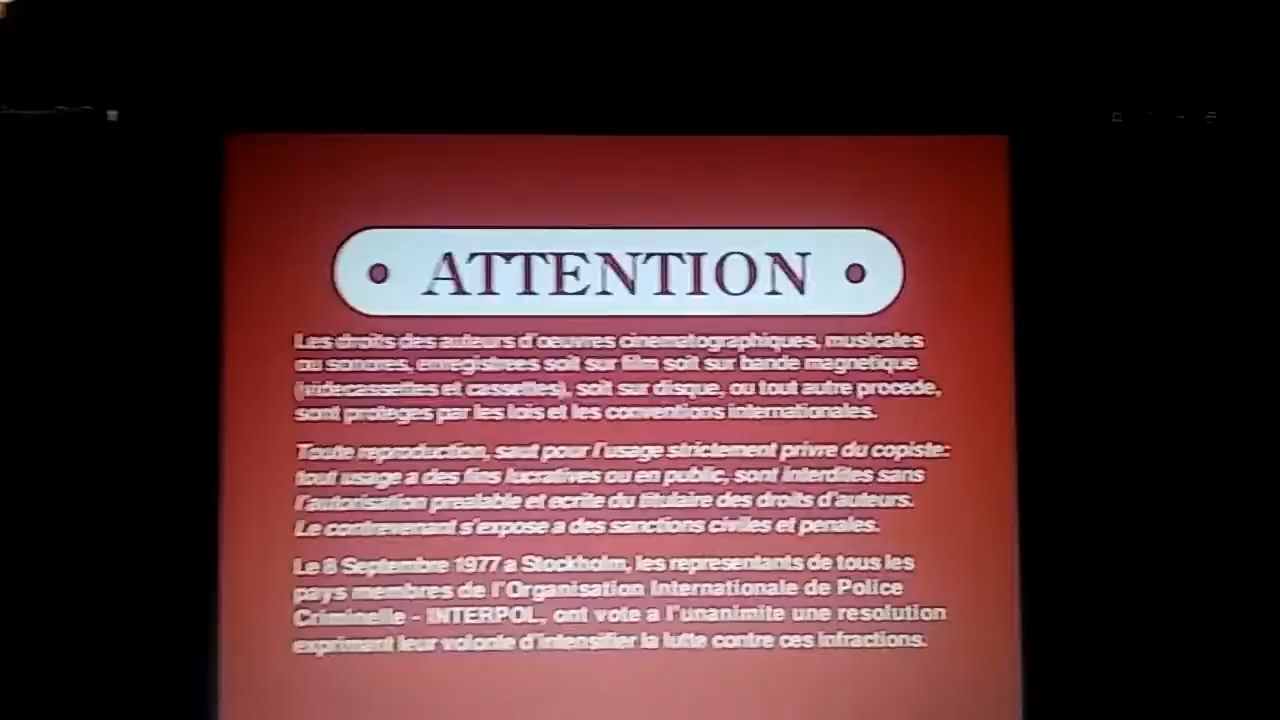 ATTENTION
Les droits des auteurs d'oeuvres cinematographiques, musicales
ou sonores, enregistrees soit sur film soit sur bande magnetique
(videcassettes et cassettes), soit sur disque, ou tout autre procede,
sont proteges par les lois et les conventions internationales.
Toute reproduction, sauf pour l'usage strictement prive du copiste:
tout usage a des fins lucratives ou en public, sont interdites sans
l'autorisation prealable et ecrite du titulaire des droits d'auteurs.
Le contrevenant s'expose a des sanctions civiles et penales.
Le 8 Septembre 1977 a Stockholm, les representants de tous les
pays membres de l'Organisation Internationale de Police
Criminelle - INTERPOL, ont vote a l'unanimite une resolution
exprimant leur volonte d'intensifier la lutte contre ces infractions.